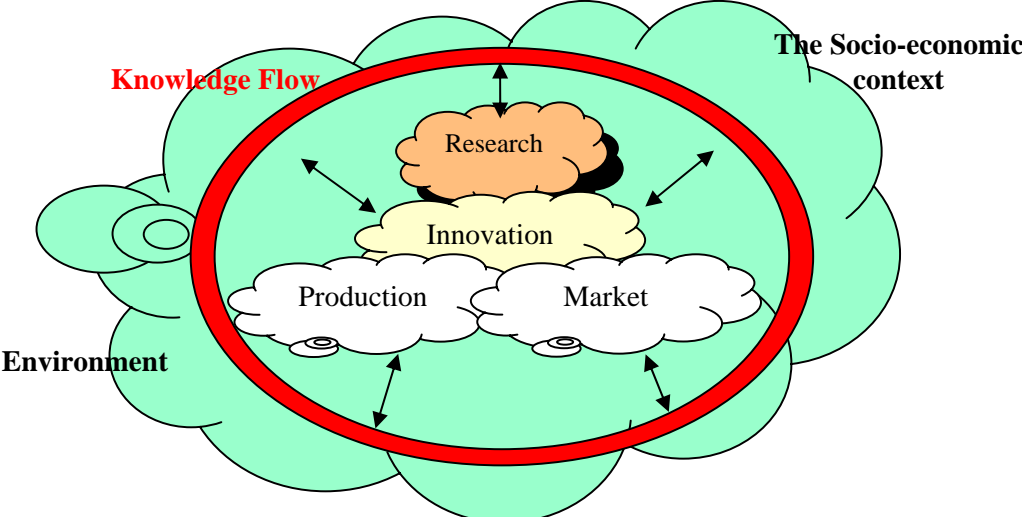 The Socio-economic
context
Knowledge Flow
Research
Innovation
Production
Market
Environment